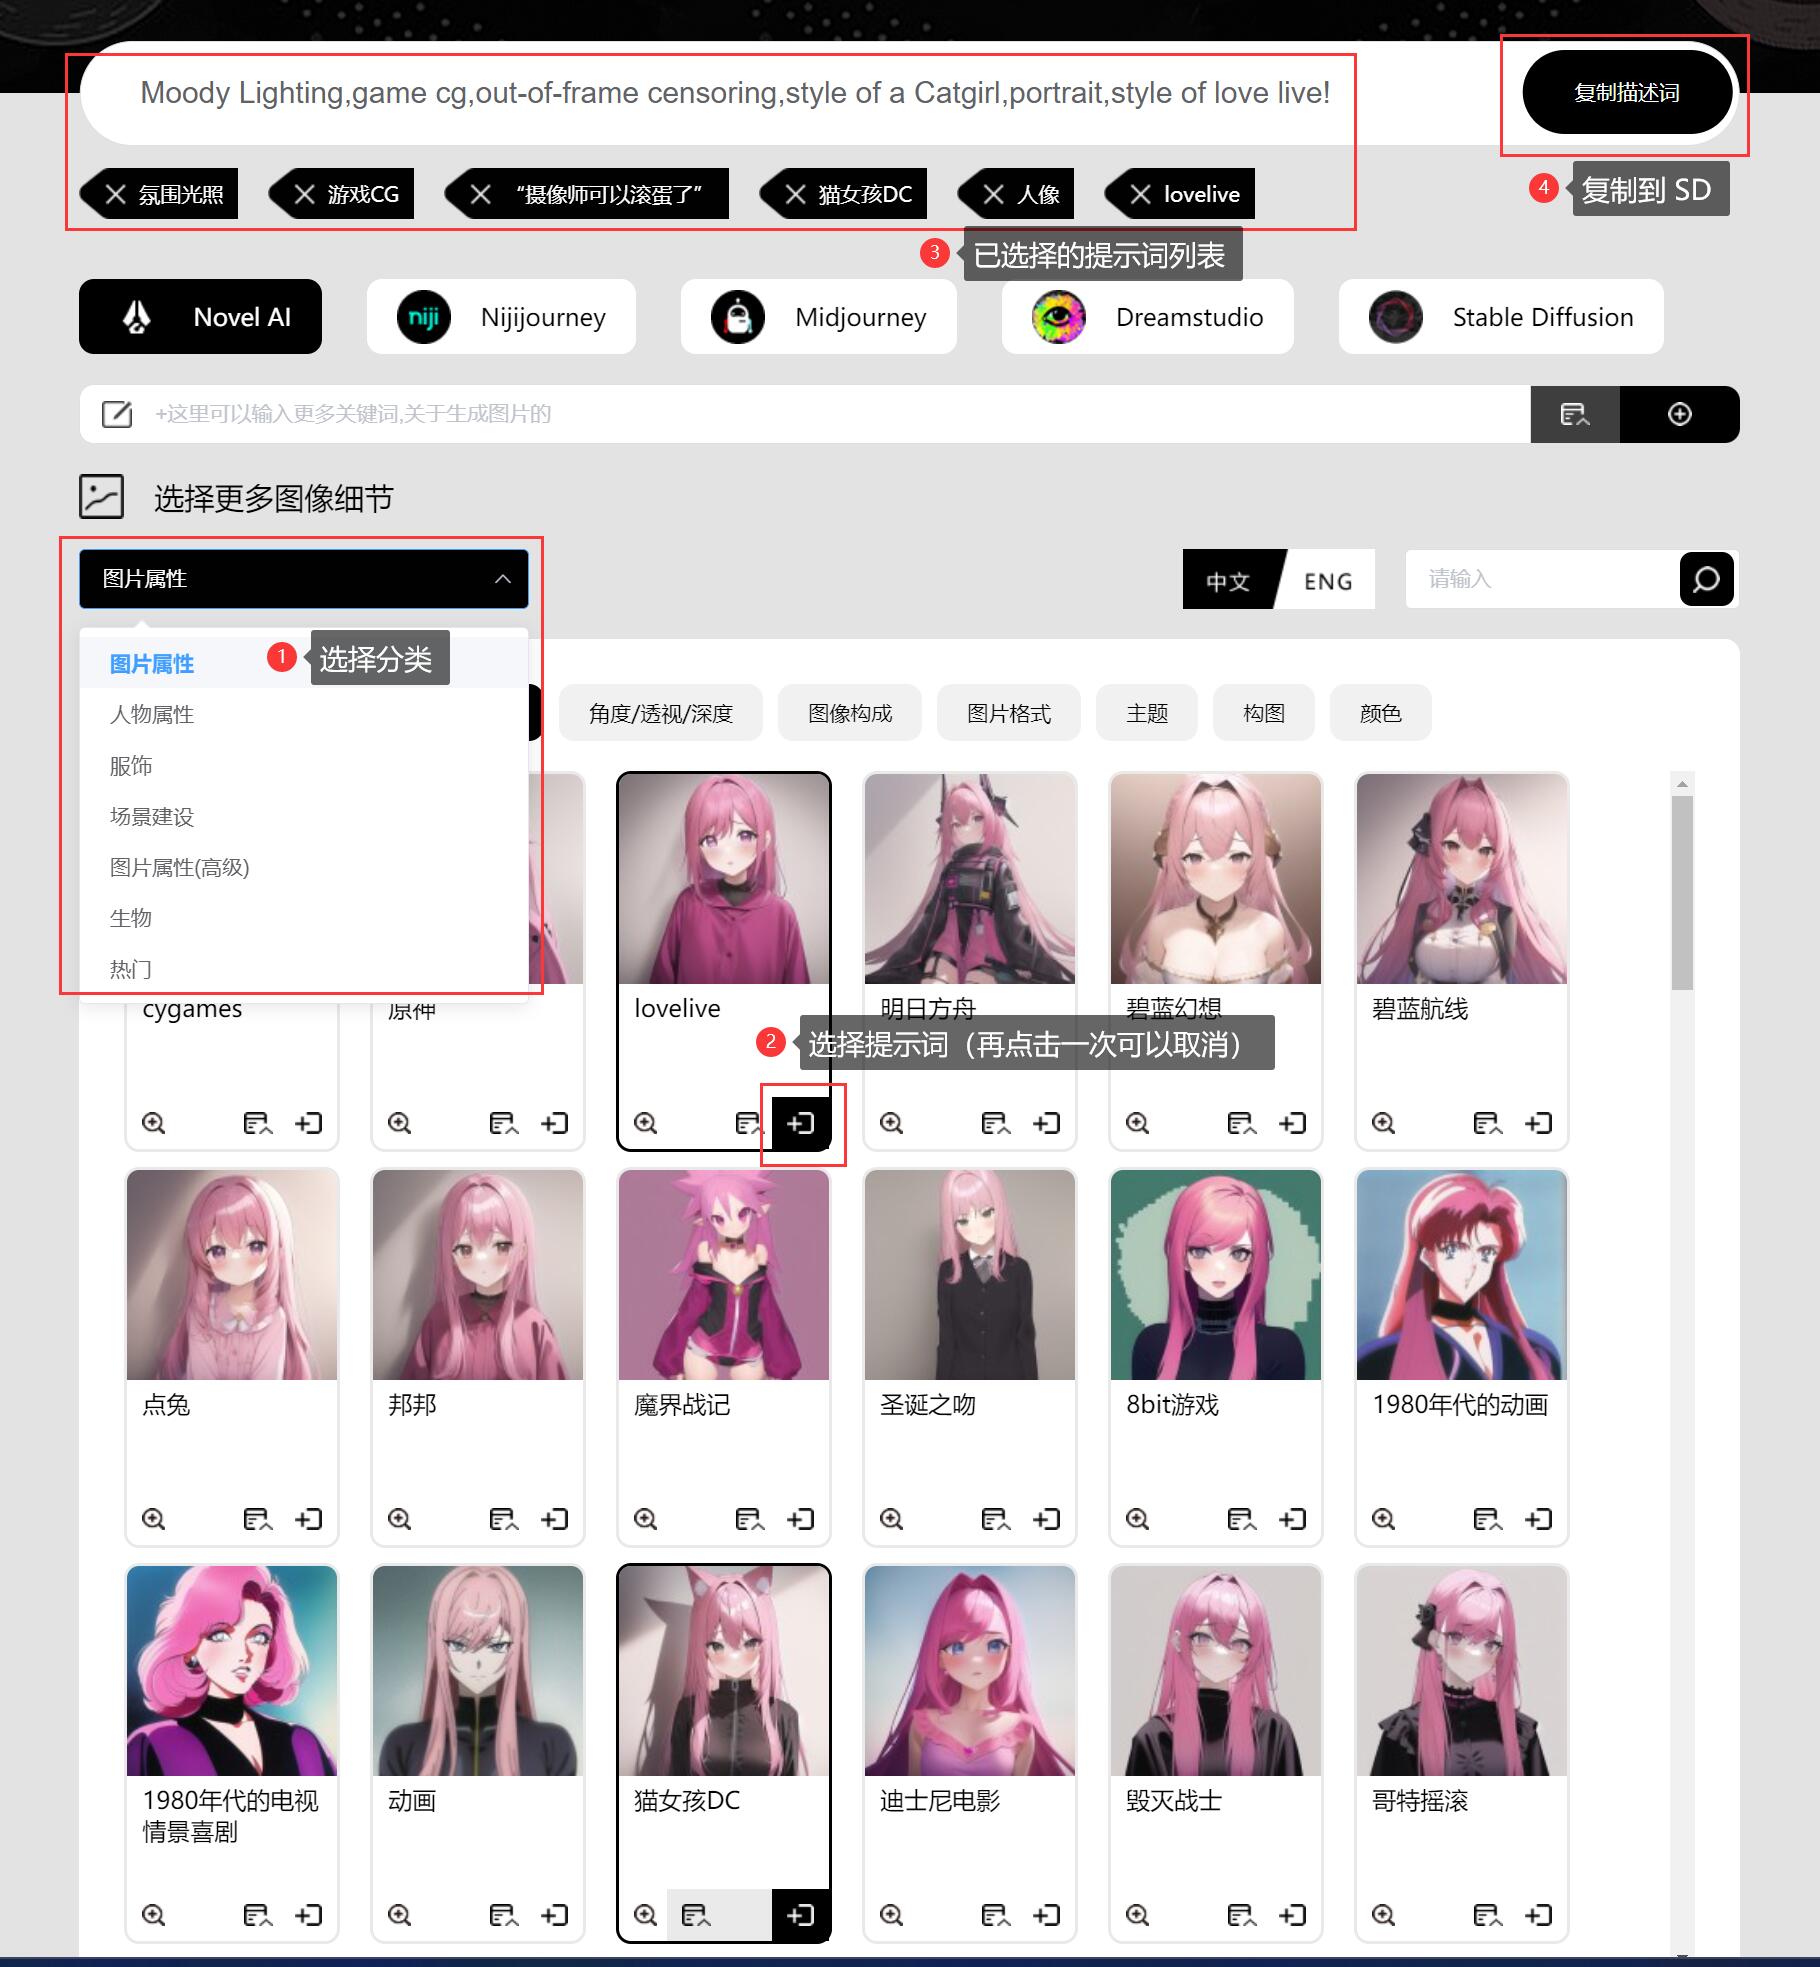 Moody Lighting,game cg,out-of-frame censoring,style of a Catgirl,portrait,style of love live!
复制描述词
氛围光照
游戏CG
“摄像师可以滚蛋了”
猫女孩DC
人像
lovelive
4 复制到 SD
3 已选择的提示词列表
Novel AI
niji Nijijourney
Midjourney
Dreamstudio
Stable Diffusion
+这里可以输入更多关键词,关于生成图片的
选择更多图像细节
图片属性
中文 ENG
请输入
图片属性
1 选择分类
人物属性
服饰
场景建设
图片属性(高级)
生物
热门
角度/透视/深度
图像构成
图片格式
主题
构图
颜色
cygames
原神
lovelive
明日方舟
碧蓝幻想
碧蓝航线
2 选择提示词（再点击一次可以取消）
点兔
邦邦
魔界战记
圣诞之吻
8bit游戏
1980年代的动画
1980年代的电视
情景喜剧
动画
猫女孩DC
迪士尼电影
毁灭战士
哥特摇滚